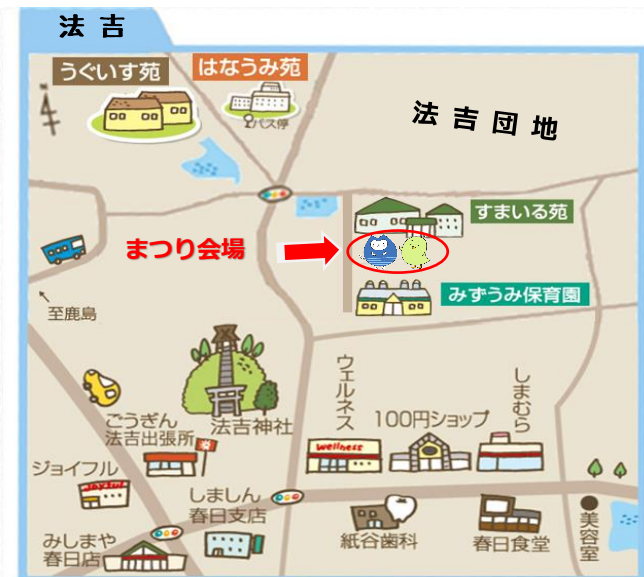 法吉
うぐいす苑
はなうみ苑
バス停
法吉団地
すまいる苑
まつり会場
みずうみ保育園
至鹿島
ごうぎん
法吉出張所
法吉神社
ウェルネス
100円ショップ
しまむら
wellness
ジョイフル
しましん
春日支店
みしまや
春日店
紙谷歯科
春日食堂
美容室